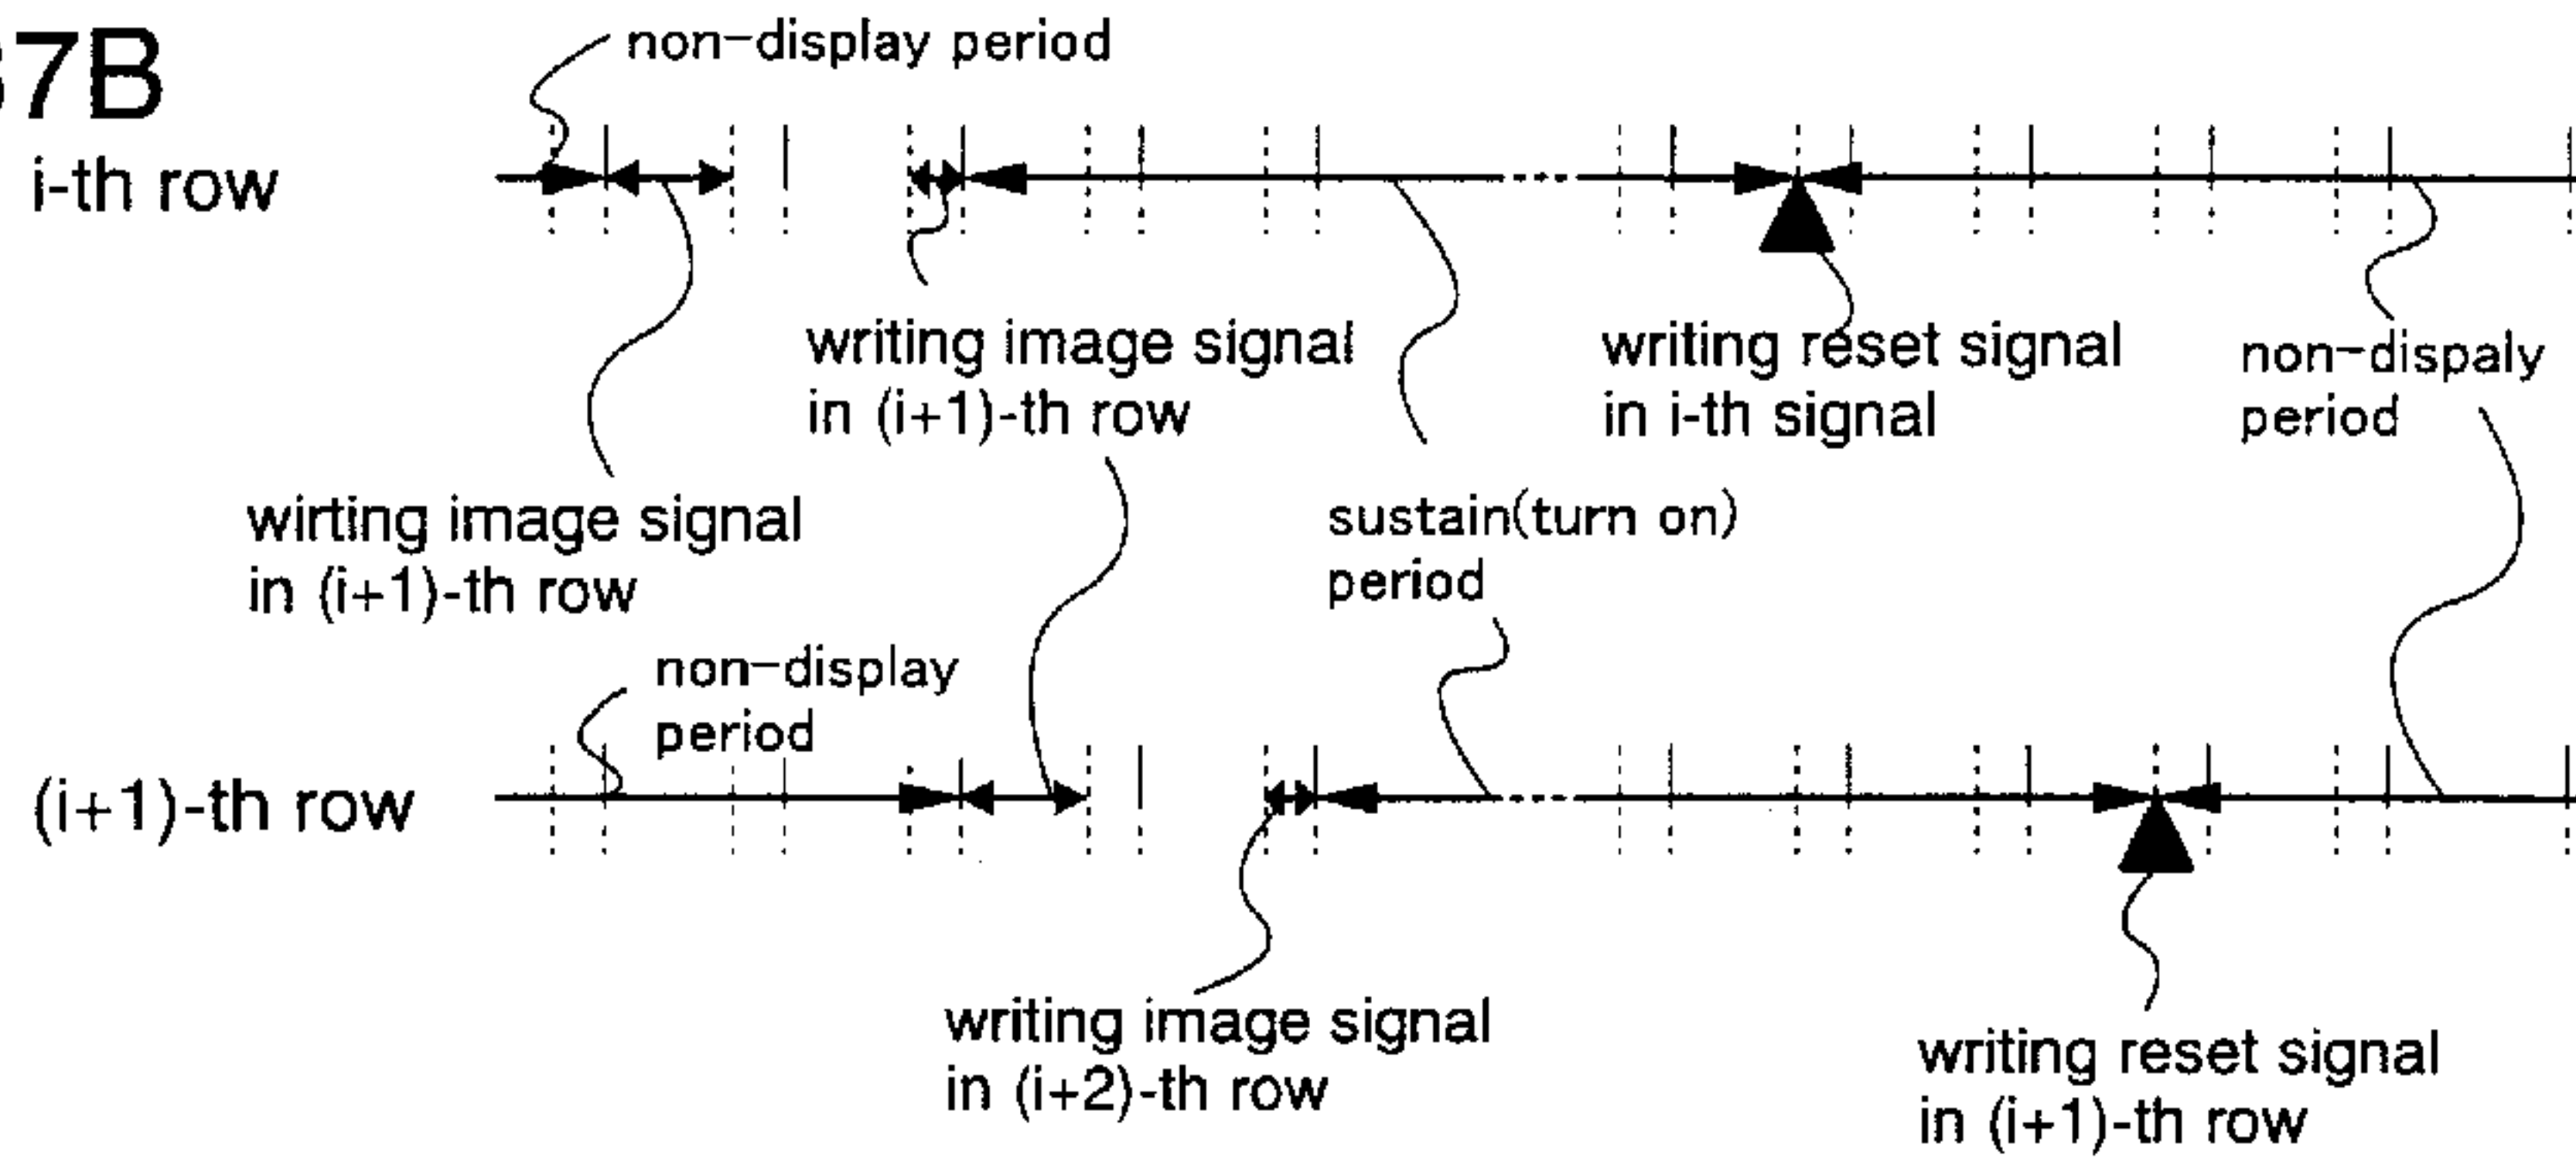 37B
non-display period
i-th row
writing image signal
in (i+1)-th row
writing reset signal
in i-th signal
non-dispaly
period
wirting image signal
in (i+1)-th row
sustain(turn on)
period
non-display
period
(i+1)-th row
writing image signal
in (i+2)-th row
writing reset signal
in (i+1)-th row